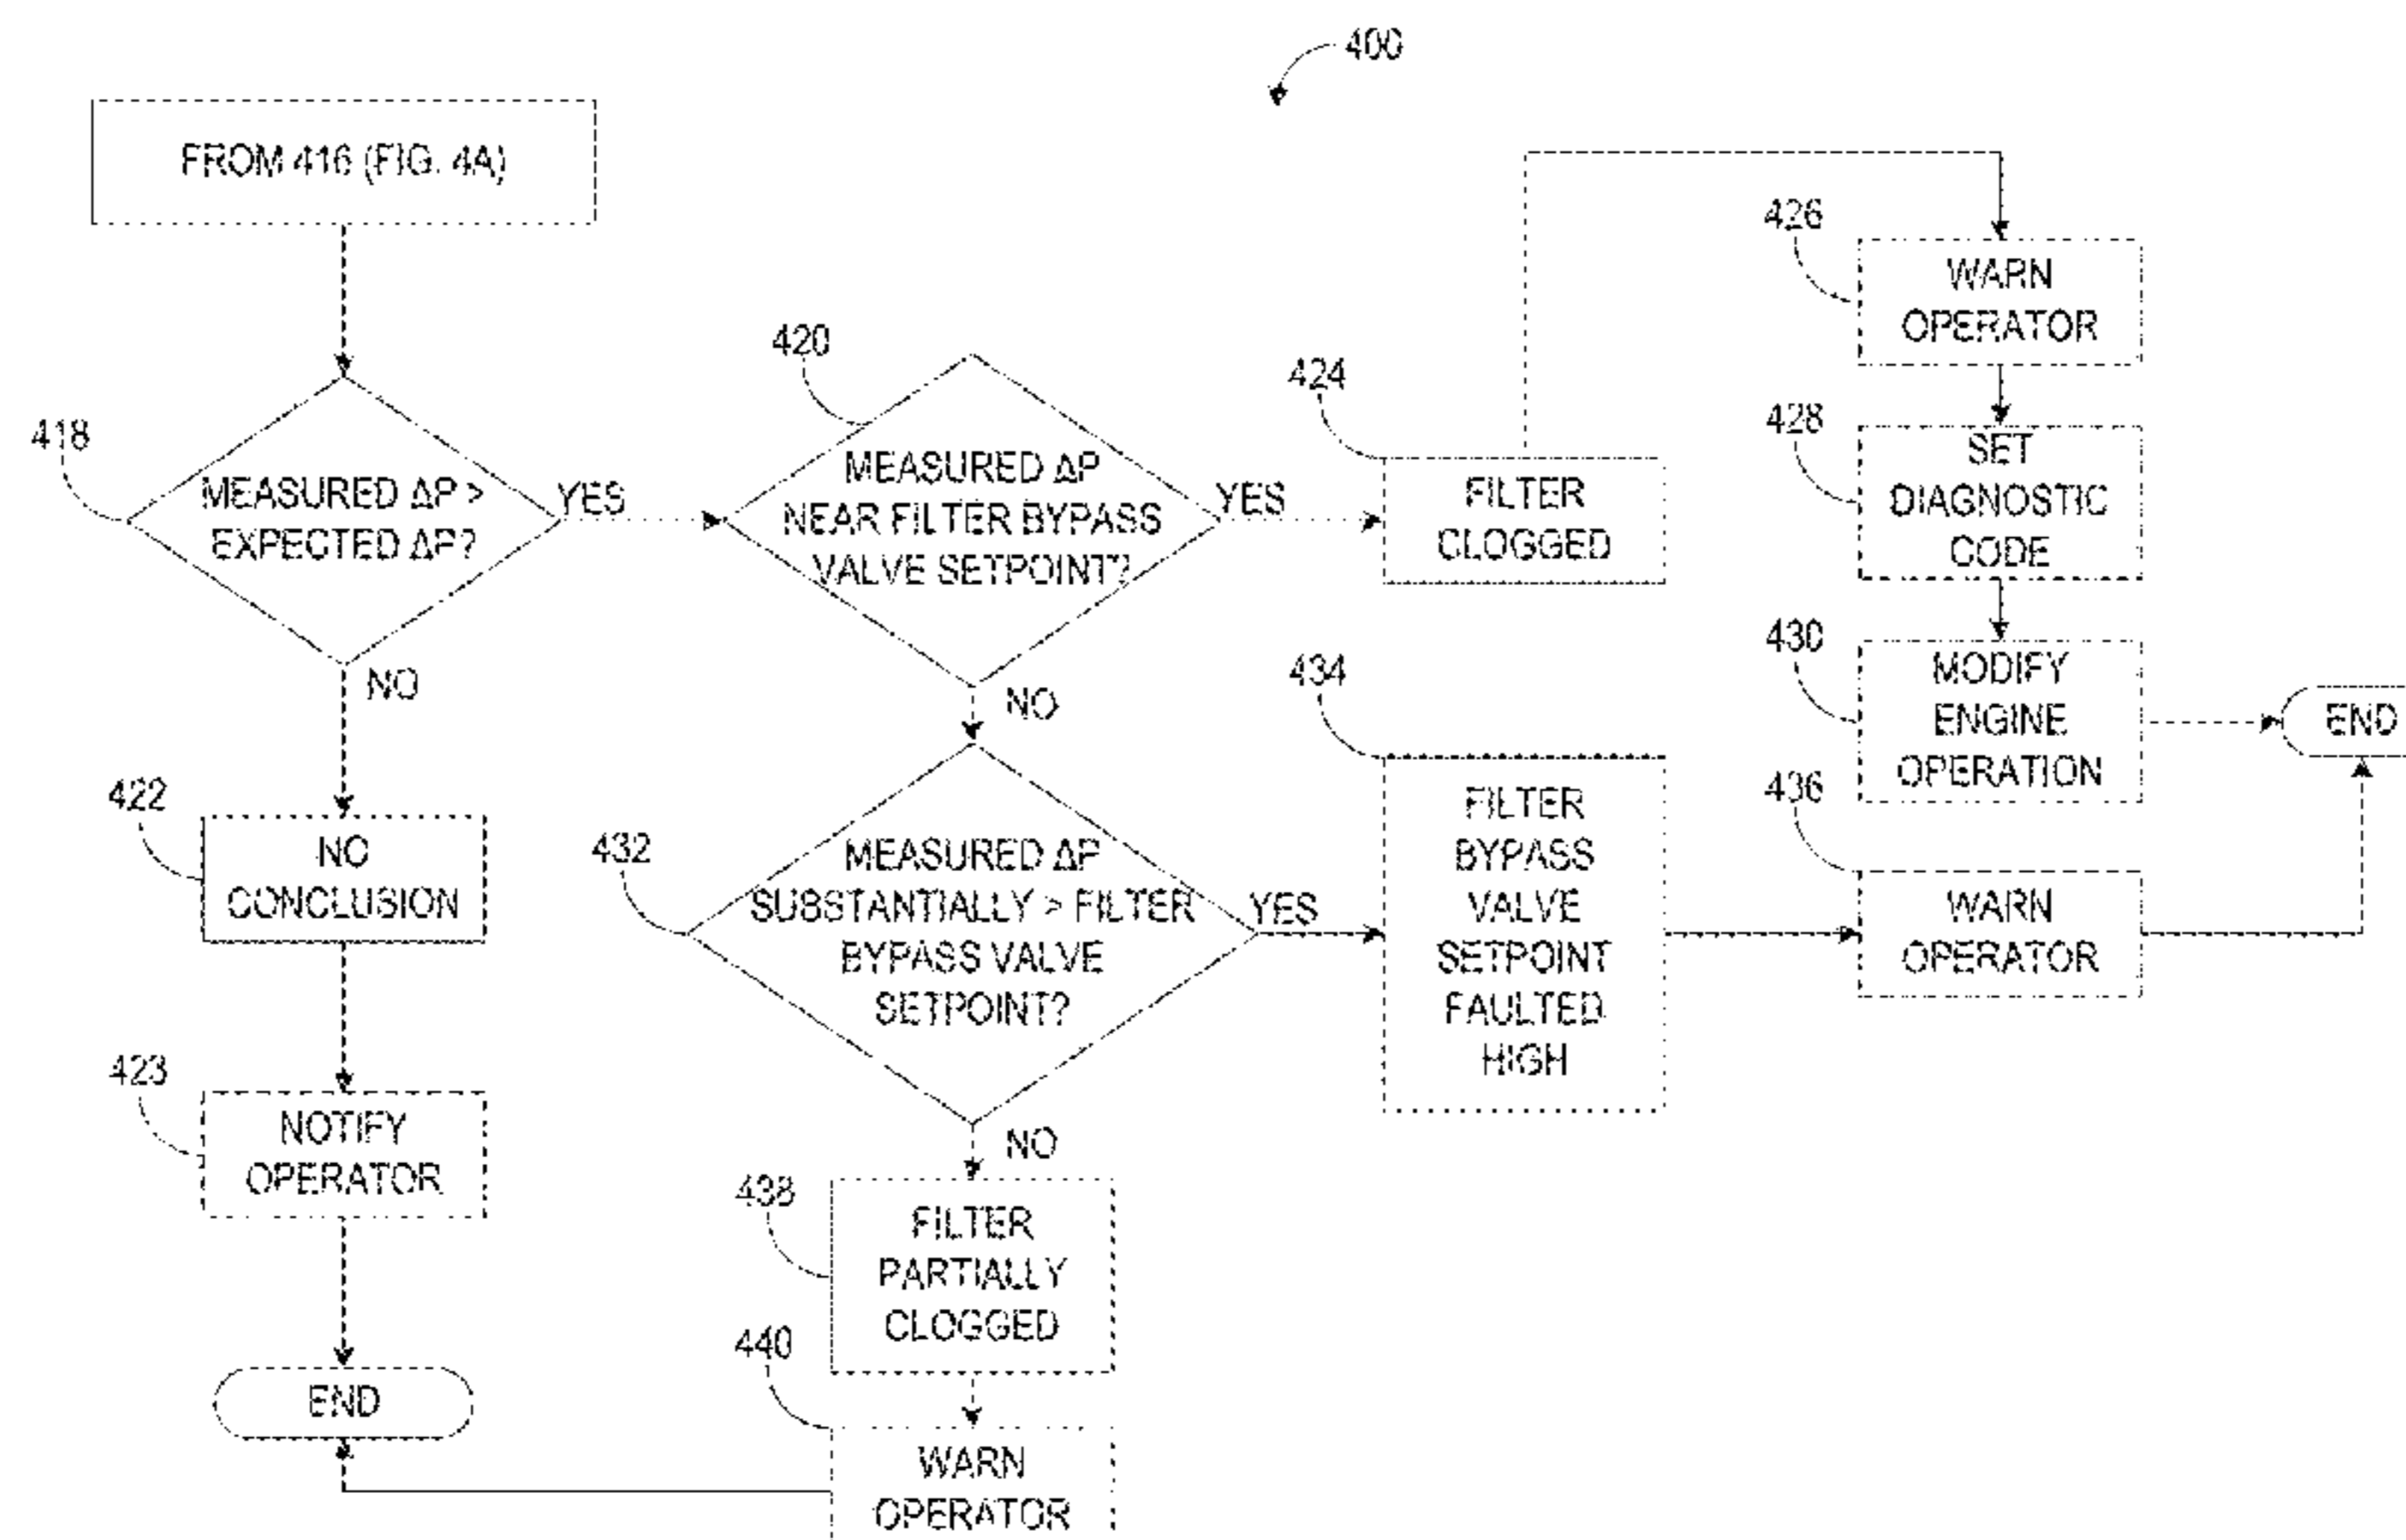 400
FROM 416 (FIG. 4A)
418
MEASURED ΔP >
EXPECTED ΔP?
YES
NO
420
MEASURED ΔP
NEAR FILTER BYPASS
VALVE SETPOINT?
YES
NO
424
FILTER
CLOGGED
426
WARN
OPERATOR
428
SET
DIAGNOSTIC
CODE
430
MODIFY
ENGINE
OPERATION
END
422
NO
CONCLUSION
423
NOTIFY
OPERATOR
END
432
MEASURED ΔP
SUBSTANTIALLY > FILTER
BYPASS VALVE
SETPOINT?
YES
NO
434
FILTER
BYPASS
VALVE
SETPOINT
FAULTED
HIGH
436
WARN
OPERATOR
438
FILTER
PARTIALLY
CLOGGED
440
WARN
OPERATOR